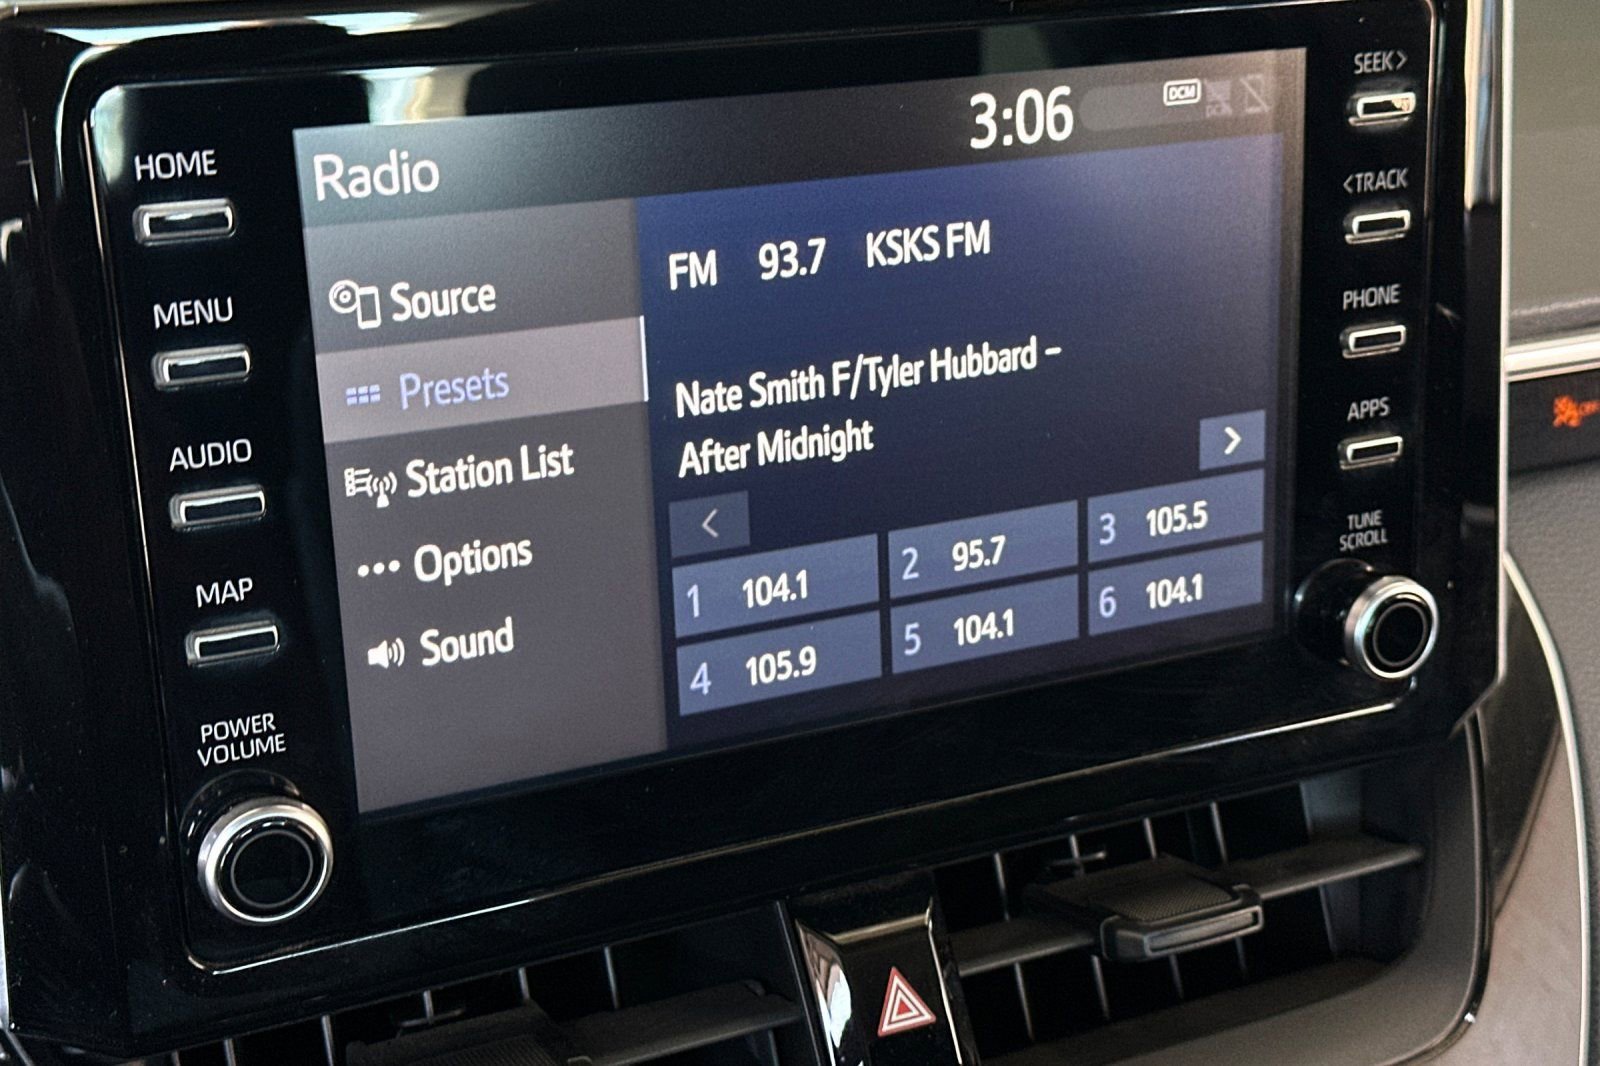 SEEK>
3:06
DCM
Radio
HOME
<TRACK
FM 93.7 KSKS FM
Source
PHONE
MENU
Nate Smith F/Tyler Hubbard –
After Midnight
Presets
APPS
>
AUDIO
Station List
<
TUNE
SCROLL
1 104.1
2 95.7
3 105.5
Options
MAP
4 105.9
5 104.1
6 104.1
Sound
POWER
VOLUME